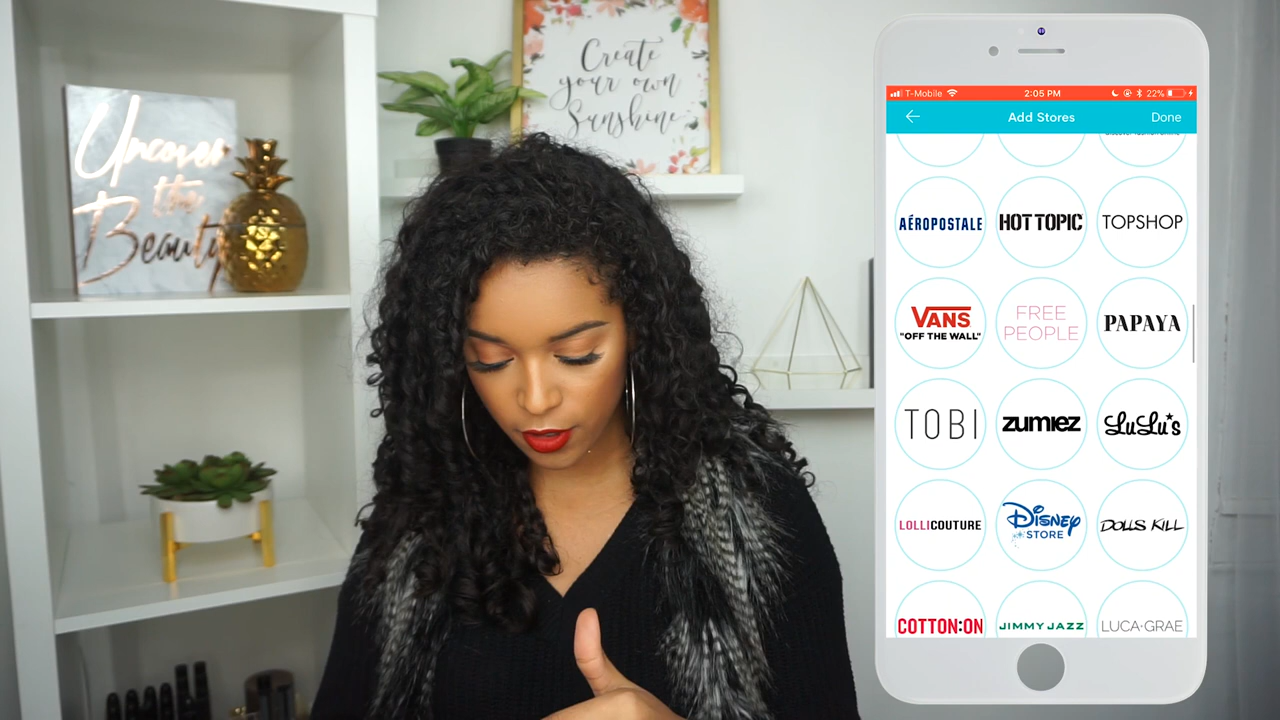 Uncover
the
Beauty
Create
your own
Sunshine
T-Mobile 2:05 PM 22%
Add Stores Done
AÉROPOSTALE
HOT TOPIC
TOPSHOP
VANS
"OFF THE WALL"
FREE
PEOPLE
PAPAYA
TOBI
zumiez
LuLu's
LOLLICOUTURE
DISNEY
STORE
DOLLS KILL
COTTON:ON
JIMMY JAZZ
LUCA·GRAE